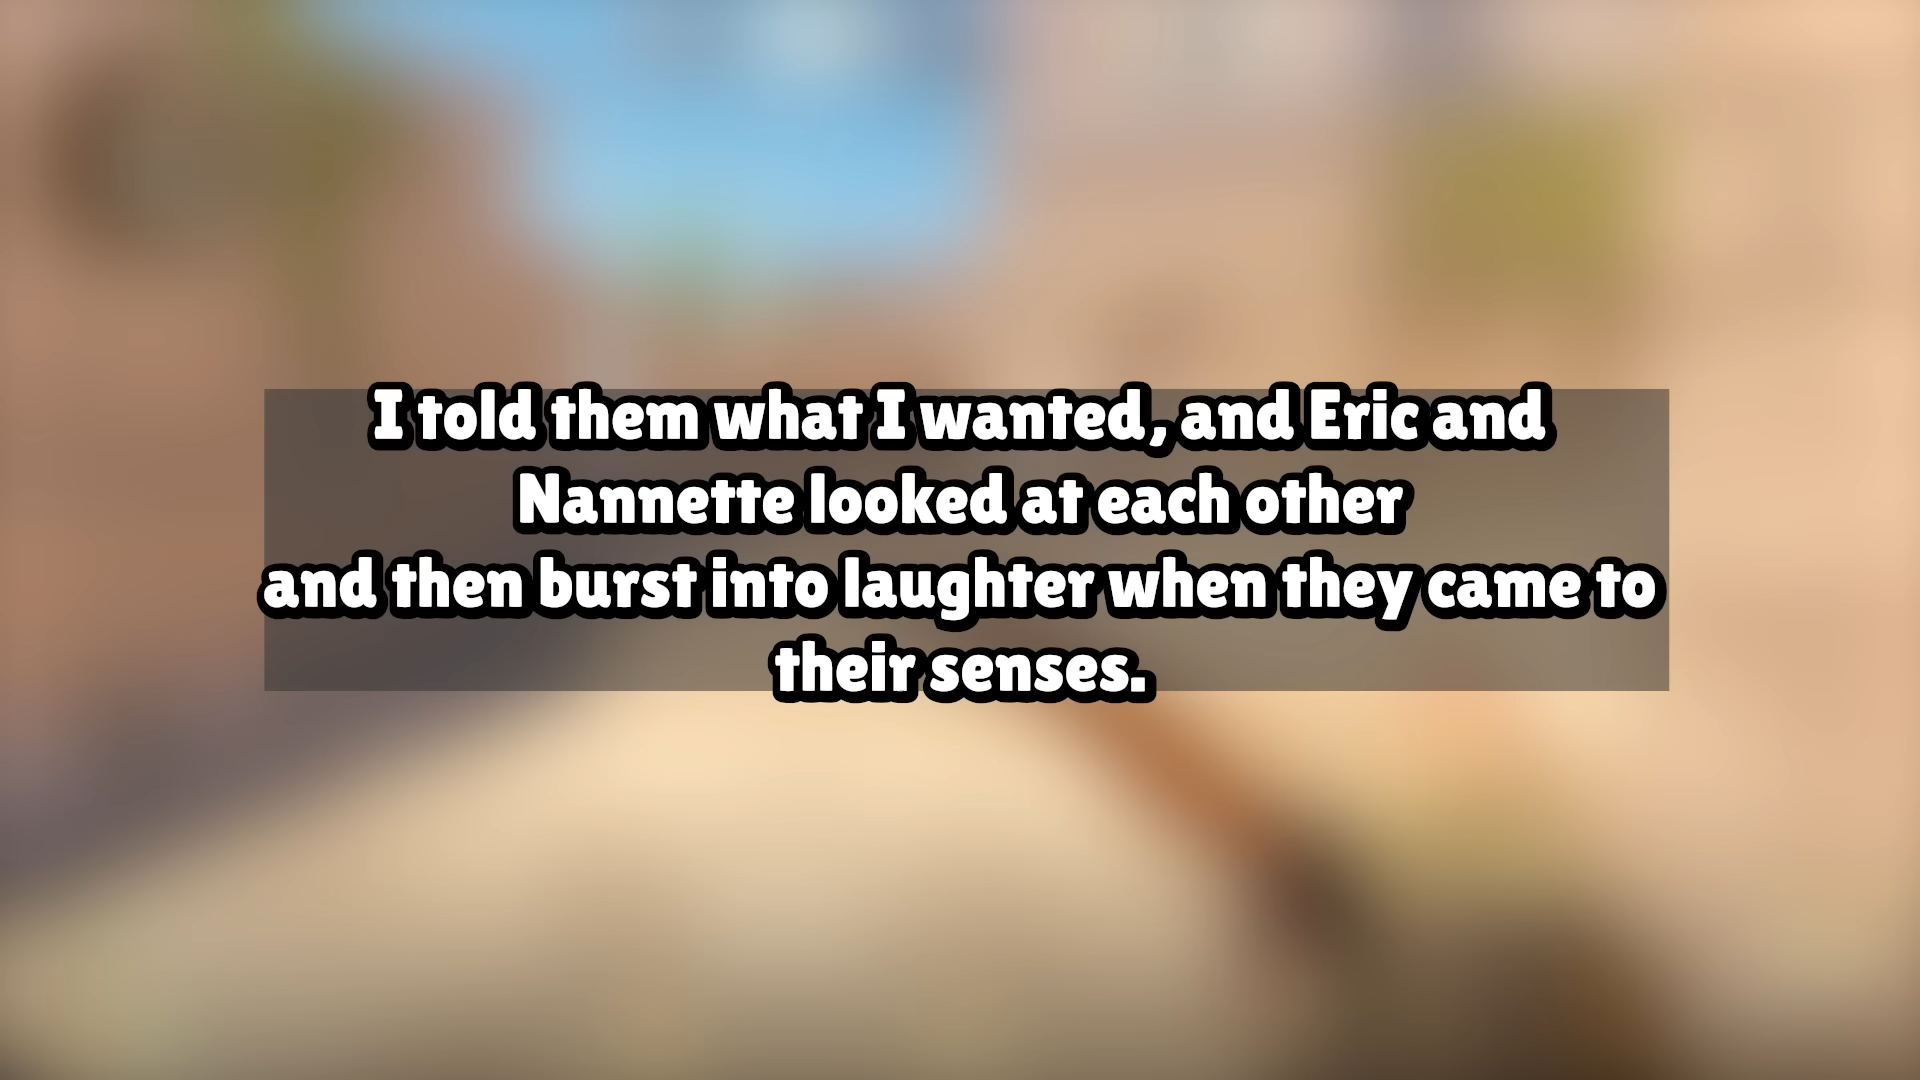 I told them what I wanted, and Eric and
Nannette looked at each other
and then burst into laughter when they came to
their senses.